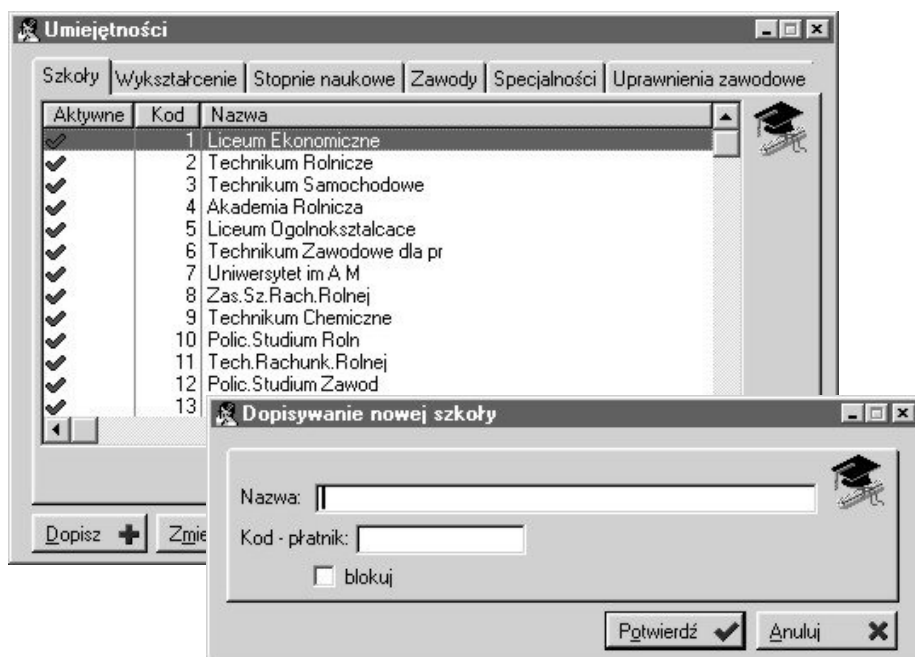 Umiejętności
Szkoły Wykształcenie Stopnie naukowe Zawody Specjalności Uprawnienia zawodowe
Aktywne Kod Nazwa
1 Liceum Ekonomiczne
2 Technikum Rolnicze
3 Technikum Samochodowe
4 Akademia Rolnicza
5 Liceum Ogolnoksztalcace
6 Technikum Zawodowe dla pr
7 Uniwersytet im A M
8 Zas.Sz.Rach.Rolnej
9 Technikum Chemiczne
10 Polic.Studium Roln
11 Tech.Rachunk.Rolnej
12 Polic.Studium Zawod
13
Dopisz Zmie
Dopisywanie nowej szkoły
Nazwa:
Kod - płatnik:
blokuj
Potwierdź Anuluj